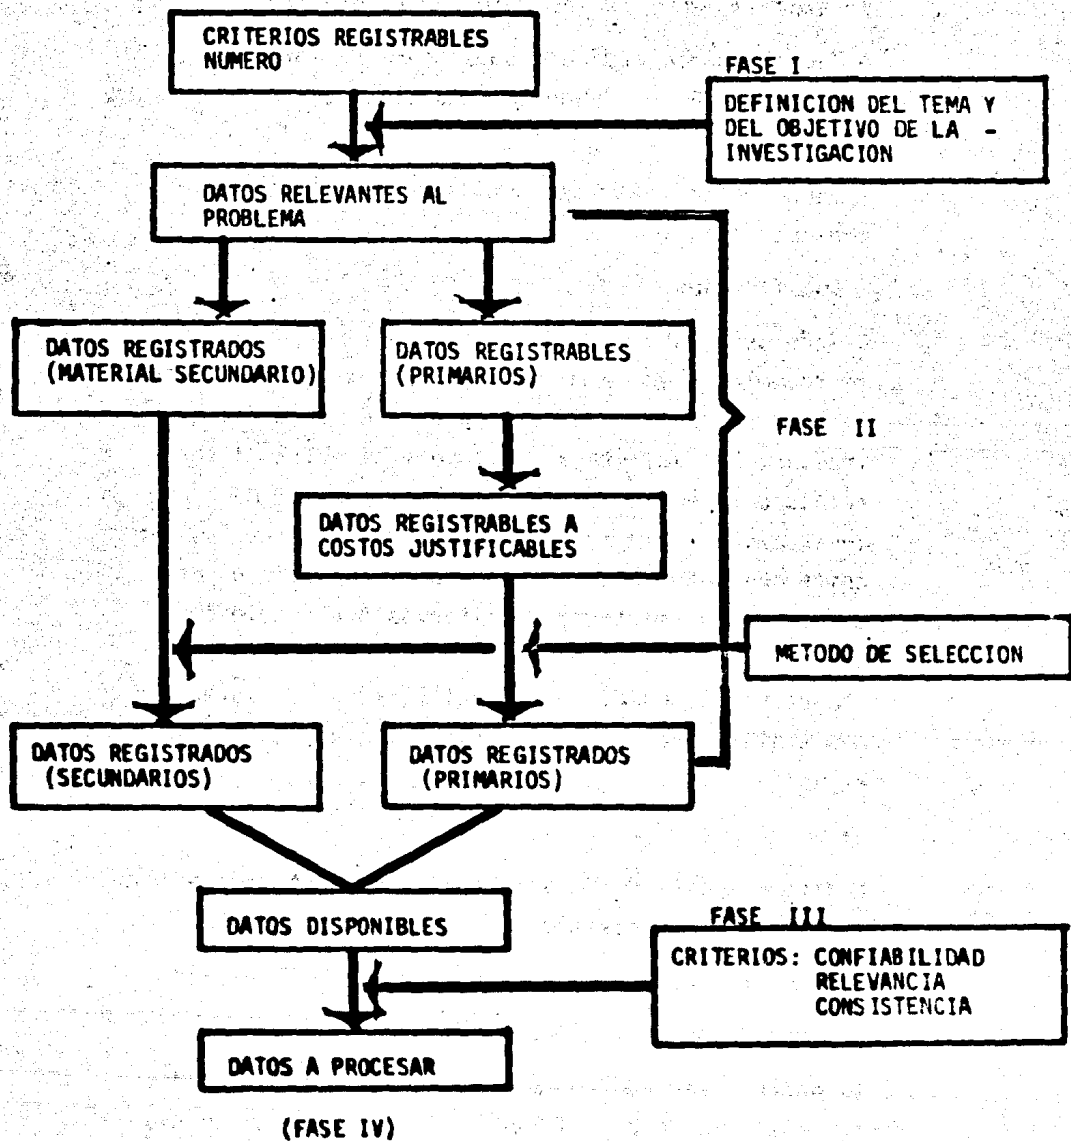 CRITERIOS REGISTRABLES
NUMERO
FASE I
DEFINICION DEL TEMA Y
DEL OBJETIVO DE LA -
INVESTIGACION
DATOS RELEVANTES AL
PROBLEMA
DATOS REGISTRADOS
(MATERIAL SECUNDARIO)
DATOS REGISTRABLES
(PRIMARIOS)
FASE II
DATOS REGISTRABLES A
COSTOS JUSTIFICABLES
METODO DE SELECCION
DATOS REGISTRADOS
(SECUNDARIOS)
DATOS REGISTRADOS
(PRIMARIOS)
DATOS DISPONIBLES
FASE III
CRITERIOS: CONFIABILIDAD
RELEVANCIA
CONSISTENCIA
DATOS A PROCESAR
(FASE IV)